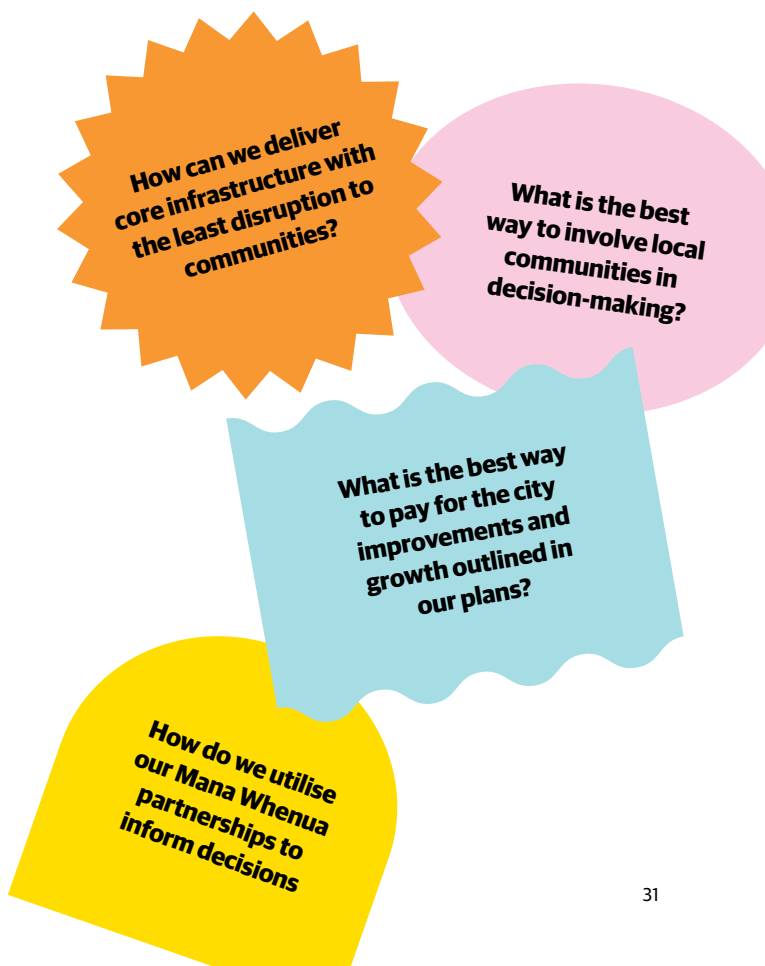 How can we deliver
core infrastructure with
the least disruption to
communities?
What is the best
way to involve local
communities in
decision-making?
What is the best way
to pay for the city
improvements and
growth outlined in
our plans?
How do we utilise
our Mana Whenua
partnerships to
inform decisions
31